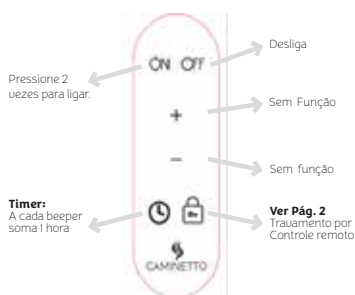 Desliga
ON OFF
Pressione 2
vezes para ligar.
+
Sem Função
-
Sem função
Timer:
A cada beeper
soma 1 hora
Ver Pág. 2
Travamento por
Controle remoto
CAMINETTO